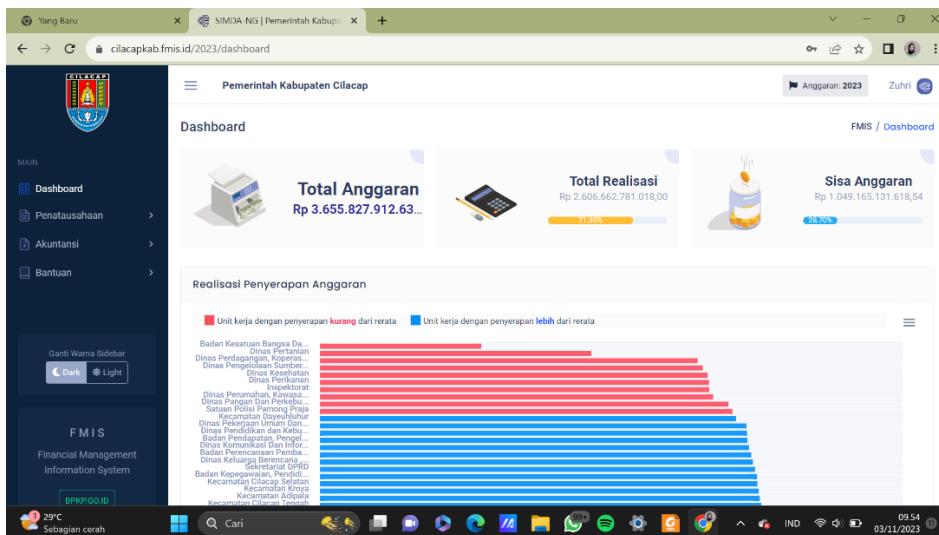 Yang Baru
SIMDA-NG | Pemerintah Kabupa
cilacapkab.fmis.id/2023/dashboard
CILACAP
Pemerintah Kabupaten Cilacap
Anggaran: 2023
Zuhri
Dashboard
FMIS / Dashboard
MAIN
Dashboard
Penatausahaan
Akuntansi
Bantuan
Total Anggaran
Rp 3.655.827.912.63...
Total Realisasi
Rp 2.606.662.781.018,00
71.30%
Sisa Anggaran
Rp 1.049.165.131.618,54
28.70%
Realisasi Penyerapan Anggaran
Unit kerja dengan penyerapan kurang dari rerata
Unit kerja dengan penyerapan lebih dari rerata
Badan Kesatuan Bangsa Da...
Dinas Pertanian
Dinas Perdagangan, Koperas...
Dinas Pengelolaan Sumber...
Dinas Kesehatan
Dinas Perikanan
Inspektorat
Dinas Perumahan, Kawasa...
Dinas Pangan Dan Perkebu...
Satuan Polisi Pamong Praja
Kecamatan Dayeuhluhur
Dinas Pekerjaan Umum Dan...
Dinas Pendidikan dan Kebu...
Badan Pendapatan, Pengel...
Dinas Komunikasi Dan Infor...
Badan Perencanaan Pemba...
Dinas Keluarga Berencana ...
Sekretariat DPRD
Badan Kepegawaian, Pendidi...
Kecamatan Cilacap Selatan
Kecamatan Kroya
Kecamatan Adipala
Kecamatan Cilacap Tengah
Ganti Warna Sidebar
Dark
Light
FMIS
Financial Management
Information System
BPKP.GO.ID
1
29°C
Sebagian cerah
Cari
99+
IND
09.54
03/11/2023